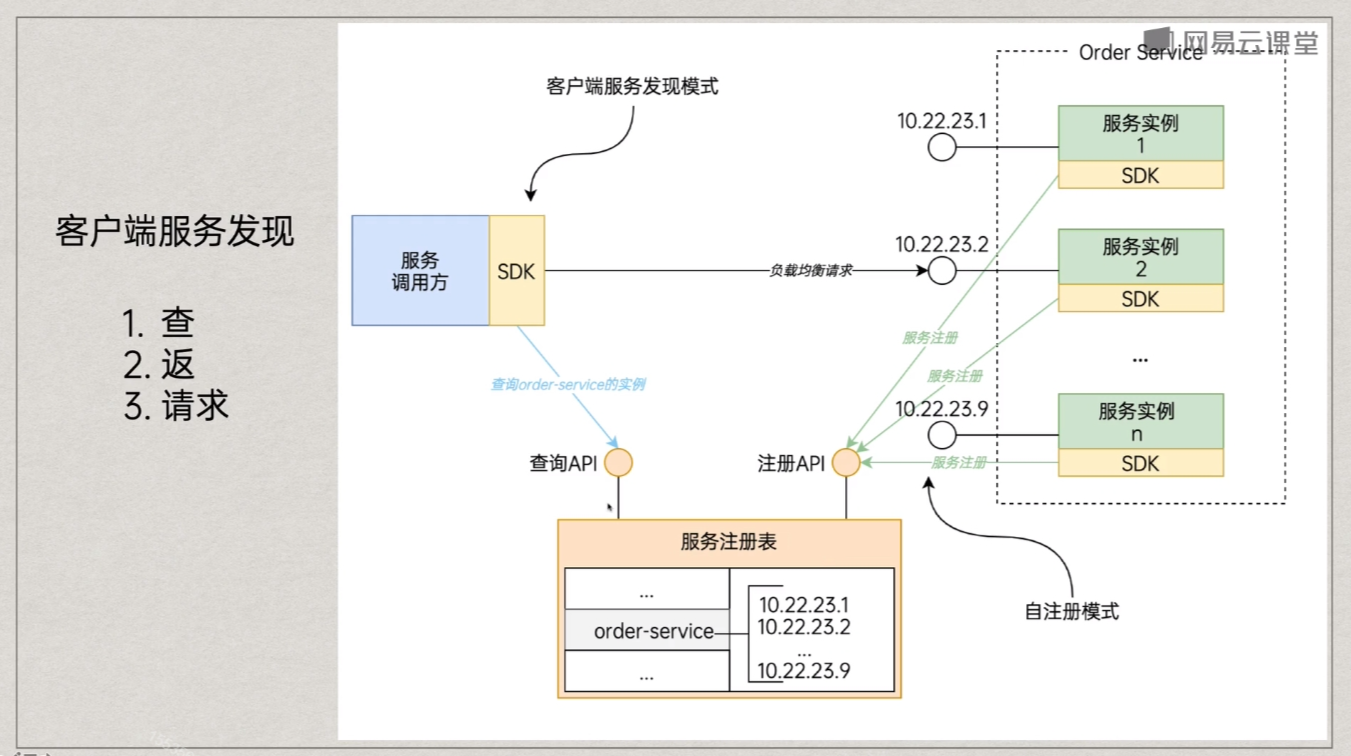 网易云课堂
Order Service
客户端服务发现模式
10.22.23.1
服务实例
1
SDK
客户端服务发现
1. 查
2. 返
3. 请求
服务
调用方
SDK
负载均衡请求
10.22.23.2
服务实例
2
SDK
服务注册
...
查询order-service的实例
服务注册
10.22.23.9
服务实例
n
SDK
查询API
注册API
服务注册
服务注册表
...
order-service
...
10.22.23.1
10.22.23.2
...
10.22.23.9
自注册模式